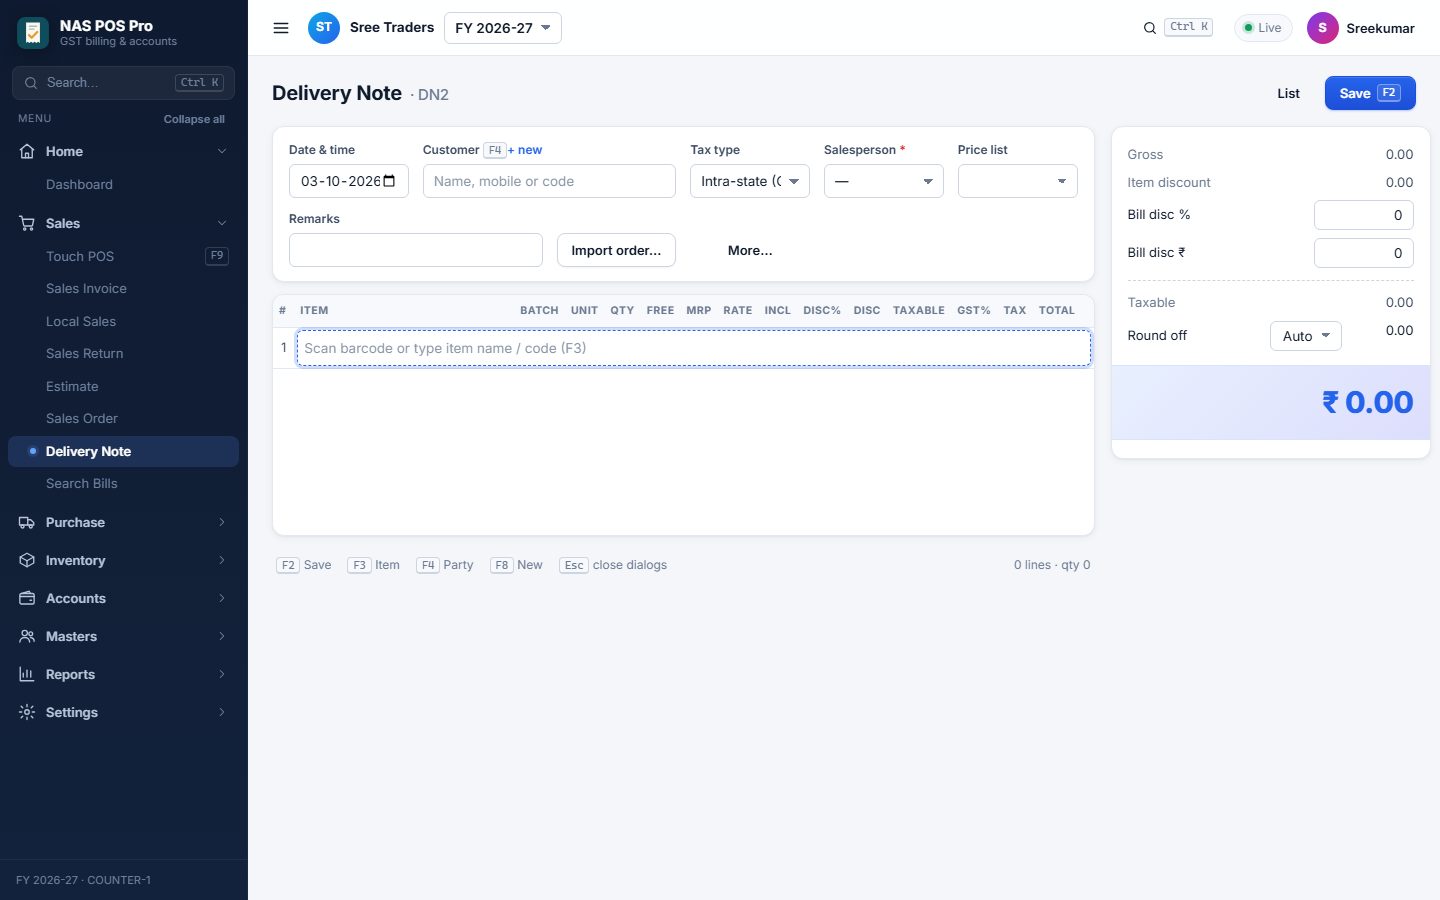 NAS POS Pro
GST billing & accounts
Search... Ctrl K
MENU Collapse all
Home
Dashboard
Sales
Touch POS F9
Sales Invoice
Local Sales
Sales Return
Estimate
Sales Order
Delivery Note
Search Bills
Purchase
Inventory
Accounts
Masters
Reports
Settings
FY 2026-27 · COUNTER-1
ST Sree Traders FY 2026-27 Ctrl K Live S Sreekumar
Delivery Note · DN2 List Save F2
Date & time Customer F4 + new Tax type Salesperson * Price list
03-10-2026 Name, mobile or code Intra-state (G —
Remarks
Import order... More...
# ITEM BATCH UNIT QTY FREE MRP RATE INCL DISC% DISC TAXABLE GST% TAX TOTAL
1 Scan barcode or type item name / code (F3)
F2 Save F3 Item F4 Party F8 New Esc close dialogs 0 lines · qty 0
Gross 0.00
Item discount 0.00
Bill disc % 0
Bill disc ₹ 0
Taxable 0.00
Round off Auto 0.00
₹ 0.00